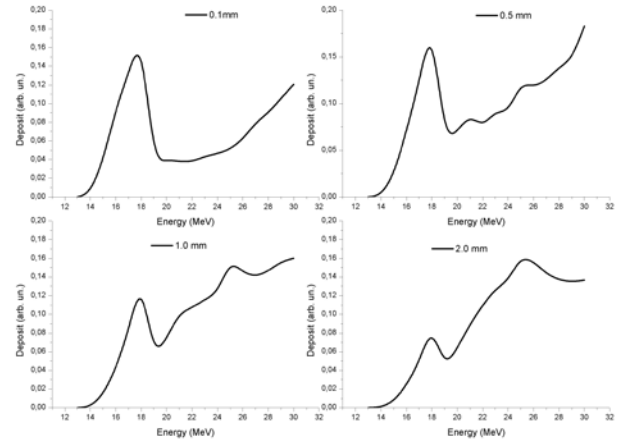 0.1mm
0,20
0,18
0,16
0,14
0,12
0,10
0,08
0,06
0,04
0,02
0,00
Deposit (arb. un.)
12 14 16 18 20 22 24 26 28 30 32
Energy (MeV)
0.5 mm
0,20
0,15
0,10
0,05
0,00
Deposit (arb. un.)
12 14 16 18 20 22 24 26 28 30 32
Energy (MeV)
1.0 mm
0,20
0,18
0,16
0,14
0,12
0,10
0,08
0,06
0,04
0,02
0,00
Deposit (arb. un.)
12 14 16 18 20 22 24 26 28 30 32
Energy (MeV)
2.0 mm
0,20
0,18
0,16
0,14
0,12
0,10
0,08
0,06
0,04
0,02
0,00
Deposit (arb. un.)
12 14 16 18 20 22 24 26 28 30 32
Energy (MeV)